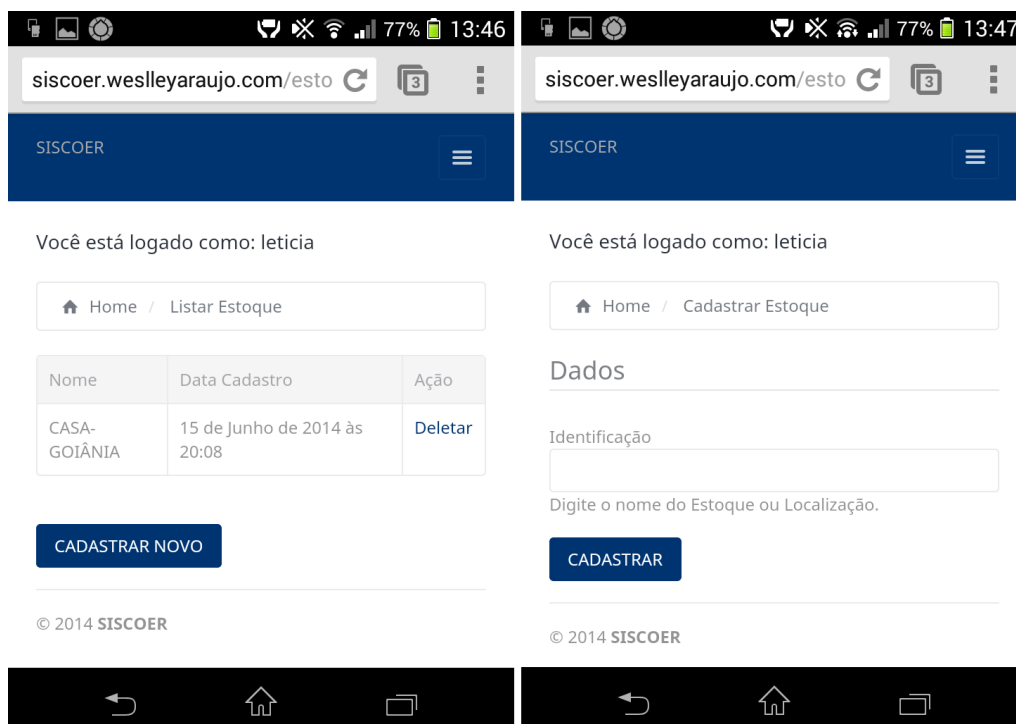 77% 13:46
siscoer.weslleyaraujo.com/esto 3
SISCOER
Você está logado como: leticia
Home / Listar Estoque
Nome Data Cadastro Ação
CASA- 15 de Junho de 2014 às Deletar
GOIÂNIA 20:08
CADASTRAR NOVO
© 2014 SISCOER
77% 13:47
siscoer.weslleyaraujo.com/esto 3
SISCOER
Você está logado como: leticia
Home / Cadastrar Estoque
Dados
Identificação
Digite o nome do Estoque ou Localização.
CADASTRAR
© 2014 SISCOER